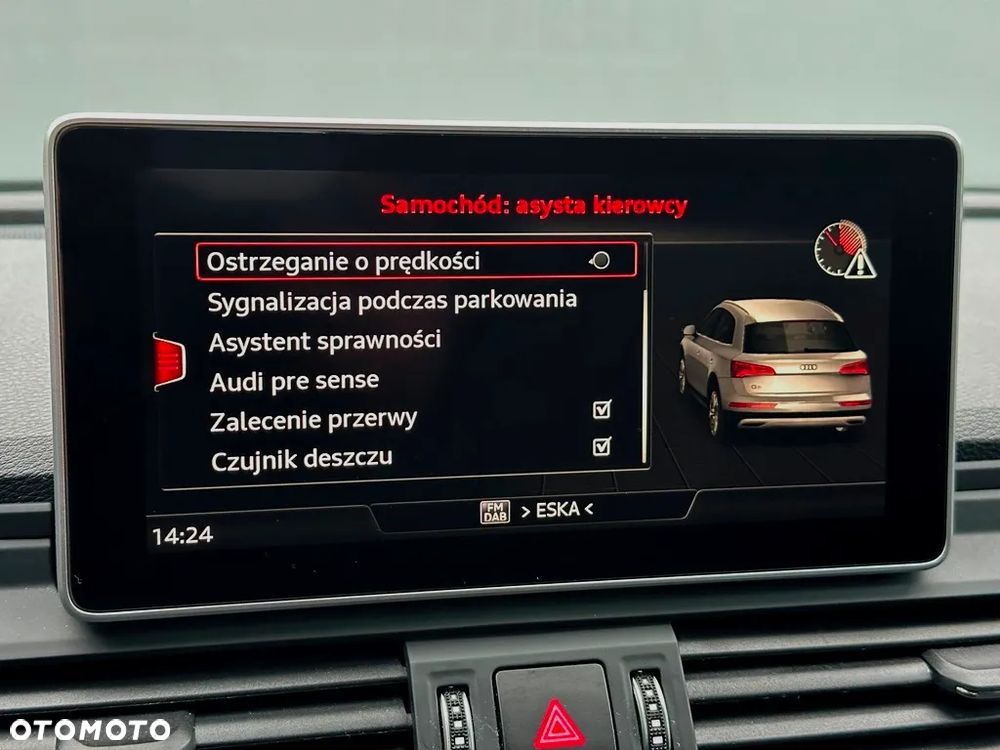 Samochód: asysta kierowcy
Ostrzeganie o prędkości
Sygnalizacja podczas parkowania
Asystent sprawności
Audi pre sense
Zalecenie przerwy
Czujnik deszczu
FM
DAB
> ESKA <
14:24
OTOMOTO